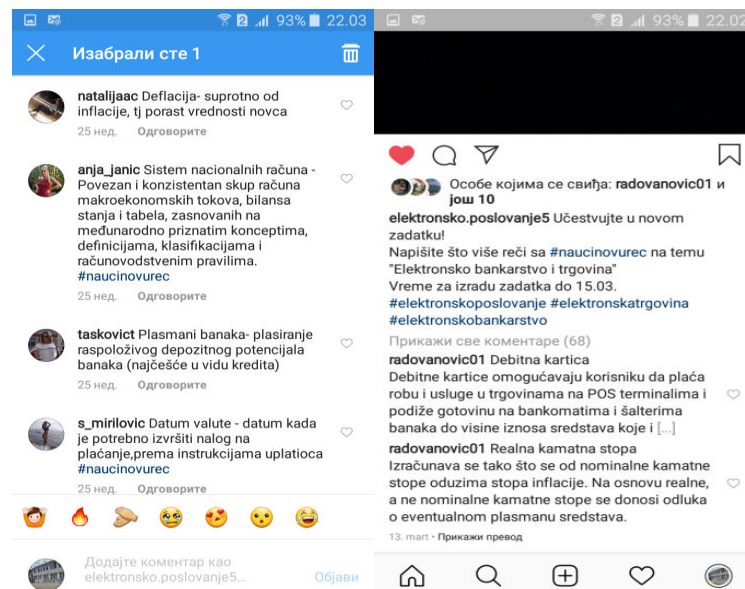 93% 22.03
Изабрали сте 1
natalijaac Deflacija- suprotno od
inflacije, tj porast vrednosti novca
25 нед. Одговорите
anja_janic Sistem nacionalnih računa -
Povezan i konzistentan skup računa
makroekonomskih tokova, bilansa
stanja i tabela, zasnovanih na
međunarodno priznatim konceptima,
definicijama, klasifikacijama i
računovodstvenim pravilima.
#naucinovurec
25 нед. Одговорите
taskovict Plasmani banaka- plasiranje
raspoloživog depozitnog potencijala
banaka (najčešće u vidu kredita)
25 нед. Одговорите
s_mirilovic Datum valute - datum kada
je potrebno izvršiti nalog na
plaćanje,prema instrukcijama uplatioca
#naucinovurec
25 нед. Одговорите
Додајте коментар као
elektronsko.poslovanje5...
Објави
93% 22.02
Особе којима се свиђа: radovanovic01 и
још 10
elektronsko.poslovanje5 Učestvujte u novom
zadatku!
Napišite što više reči sa #naucinovurec na temu
"Elektronsko bankarstvo i trgovina"
Vreme za izradu zadatka do 15.03.
#elektronskoposlovanje #elektronskatrgovina
#elektronskobankarstvo
Прикажи све коментаре (68)
radovanovic01 Debitna kartica
Debitne kartice omogućavaju korisniku da plaća
robu i usluge u trgovinama na POS terminalima i
podiže gotovinu na bankomatima i šalterima
banaka do visine iznosa sredstava koje i [...]
radovanovic01 Realna kamatna stopa
Izračunava se tako što se od nominalne kamatne
stope oduzima stopa inflacije. Na osnovu realne,
a ne nominalne kamatne stope se donosi odluka
o eventualnom plasmanu sredstava.
13. mart • Прикажи превод